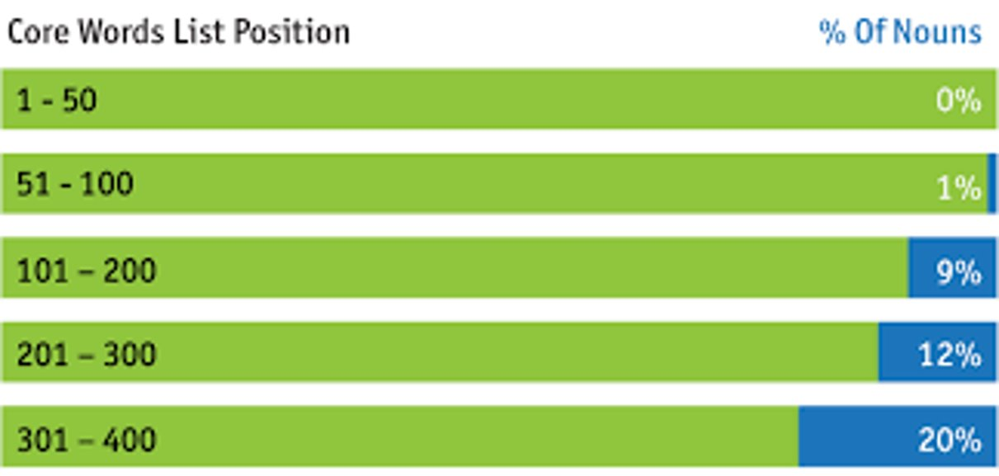 Core Words List Position % Of Nouns
1 - 50 0%
51 - 100 1%
101 – 200 9%
201 – 300 12%
301 – 400 20%